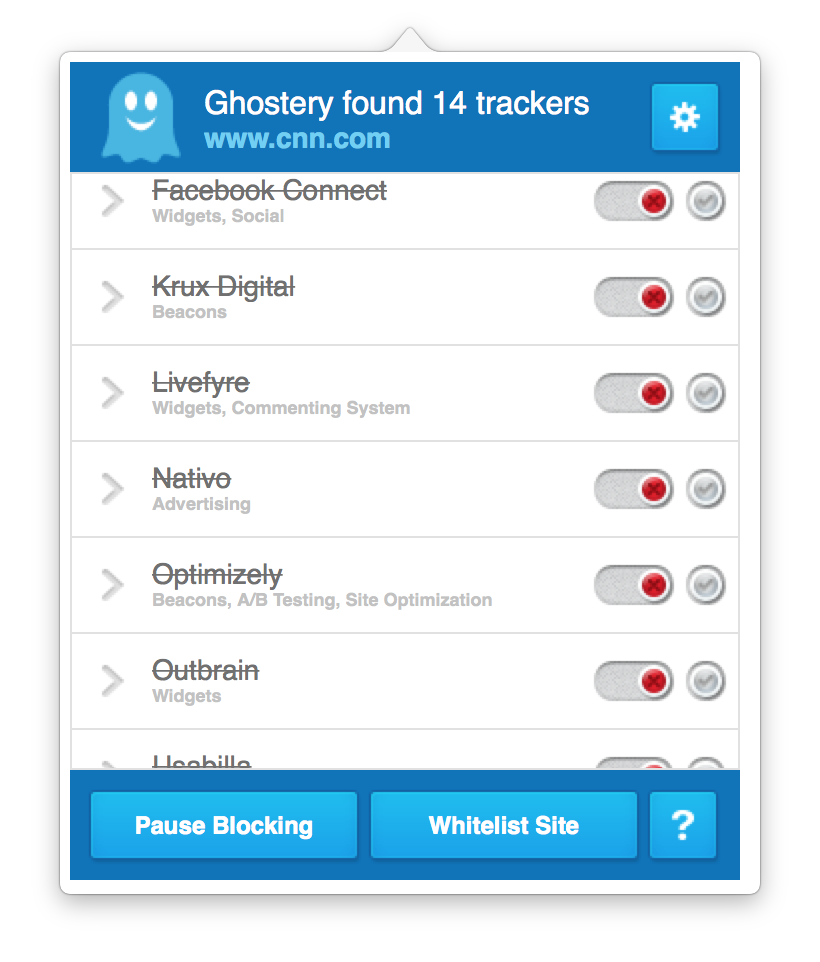 Ghostery found 14 trackers
www.cnn.com
Facebook Connect
Widgets, Social
Krux Digital
Beacons
Livefyre
Widgets, Commenting System
Nativo
Advertising
Optimizely
Beacons, A/B Testing, Site Optimization
Outbrain
Widgets
Usabilla
Pause Blocking
Whitelist Site
?